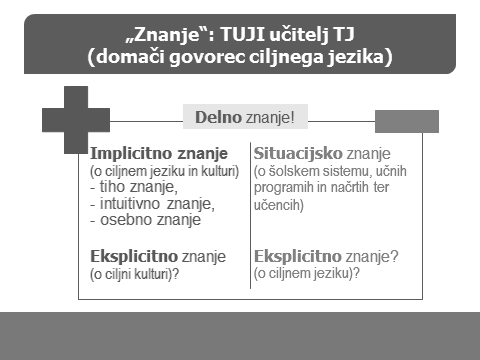 „Znanje“: TUJI učitelj TJ
(domači govorec ciljnega jezika)
Delno znanje!
Implicitno znanje
(o ciljnem jeziku in kulturi)
- tiho znanje,
- intuitivno znanje,
- osebno znanje
Eksplicitno znanje
(o ciljni kulturi)?
Situacijsko znanje
(o šolskem sistemu, učnih
programih in načrtih ter
učencih)
Eksplicitno znanje?
(o ciljnem jeziku)?